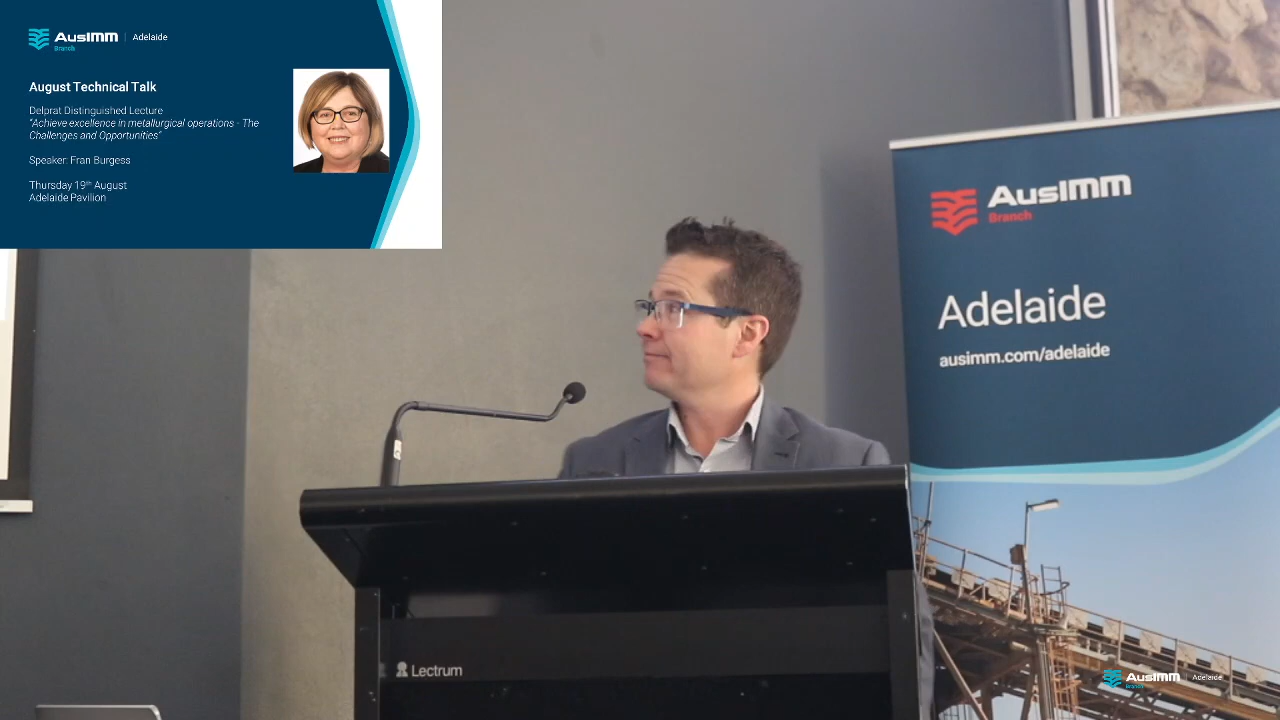 AusIMM | Adelaide
Branch
August Technical Talk
Delprat Distinguished Lecture
"Achieve excellence in metallurgical operations - The
Challenges and Opportunities"
Speaker: Fran Burgess
Thursday 19th August
Adelaide Pavilion
AusIMM
Branch
Adelaide
ausimm.com/adelaide
Lectrum
AusIMM | Adelaide
Branch